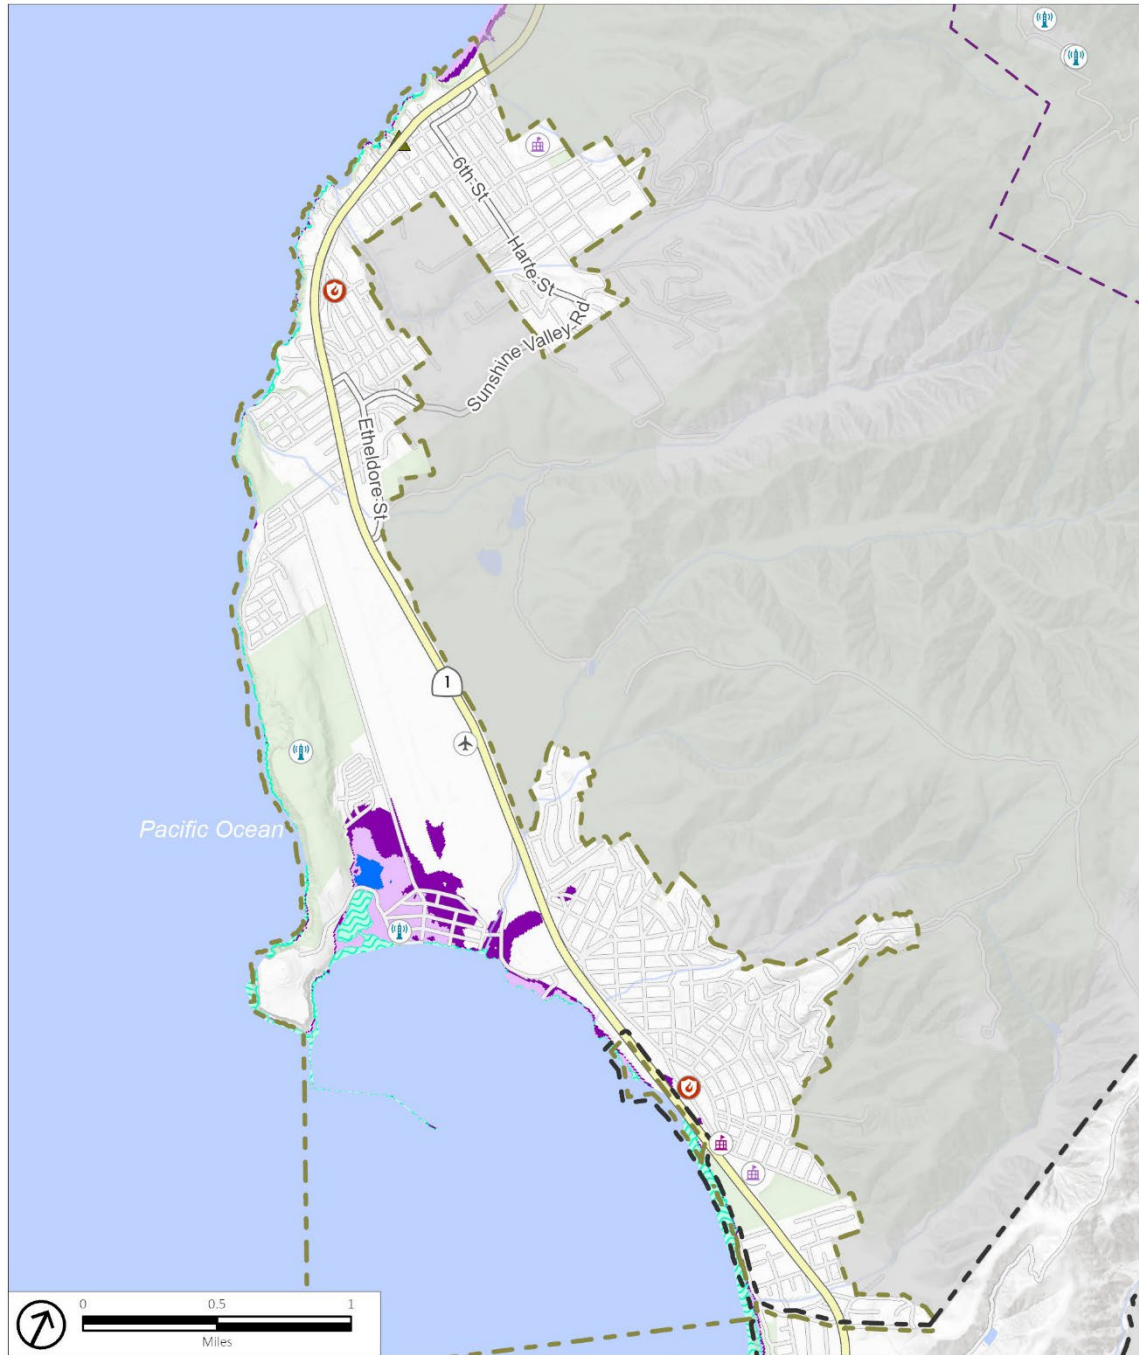 6th St
Harte St
Sunshine Valley Rd
Etheldore St
1
Pacific Ocean
0 0.5 1
Miles